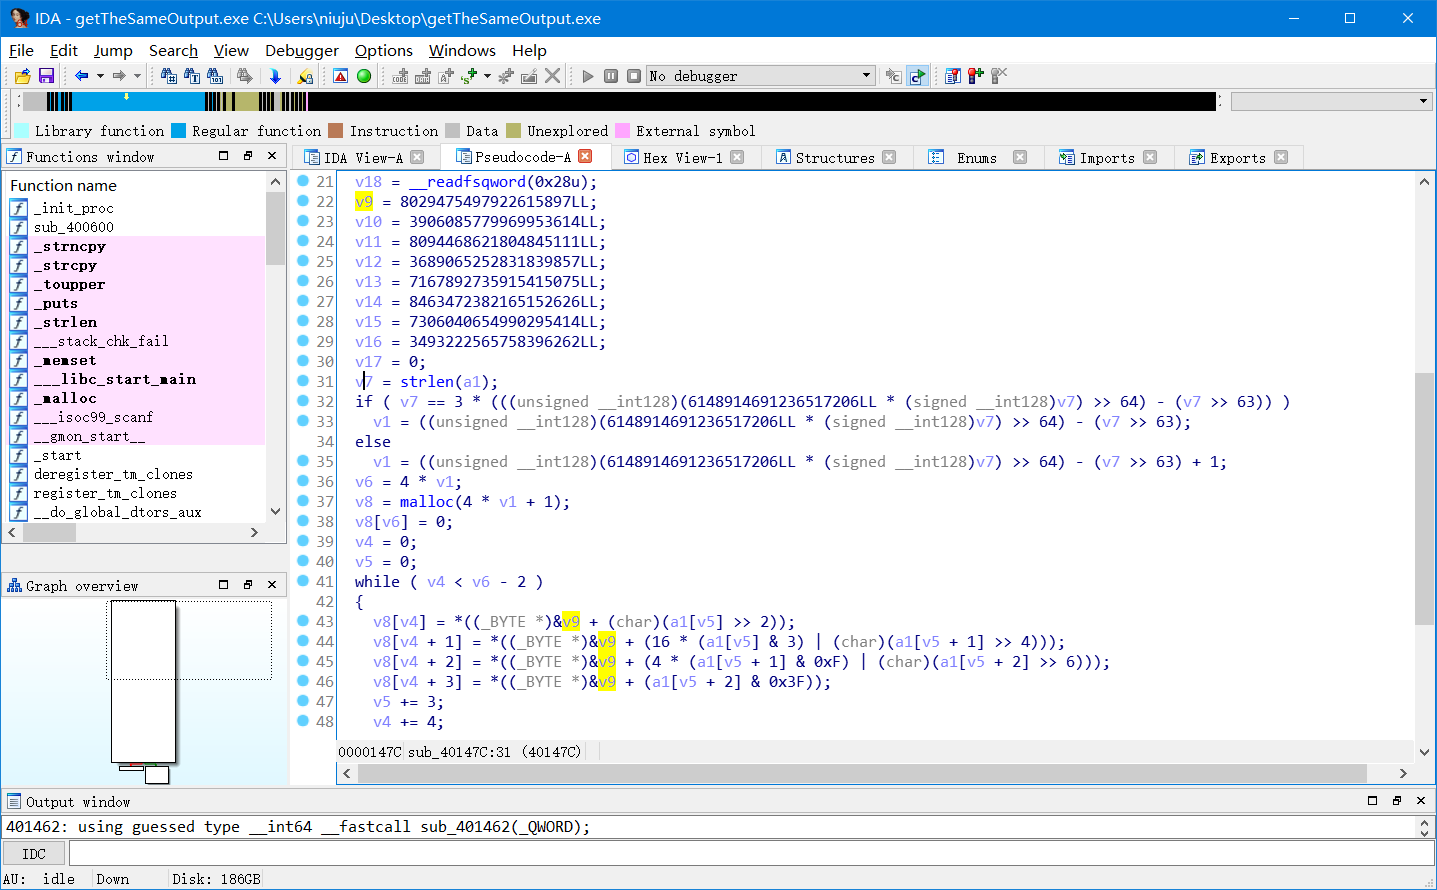 IDA - getTheSameOutput.exe C:\Users\niuju\Desktop\getTheSameOutput.exe
File Edit Jump Search View Debugger Options Windows Help
No debugger
Library function Regular function Instruction Data Unexplored External symbol
Functions window
IDA View-A Pseudocode-A Hex View-1 Structures Enums Imports Exports
Function name
_init_proc
sub_400600
_strncpy
_strcpy
_toupper
_puts
_strlen
___stack_chk_fail
_memset
___libc_start_main
_malloc
___isoc99_scanf
__gmon_start__
_start
deregister_tm_clones
register_tm_clones
__do_global_dtors_aux
21 v18 = __readfsqword(0x28u);
22 v9 = 8029475497922615897LL;
23 v10 = 3906085779969953614LL;
24 v11 = 8094468621804845111LL;
25 v12 = 3689065252831839857LL;
26 v13 = 7167892735915415075LL;
27 v14 = 8463472382165152626LL;
28 v15 = 7306040654990295414LL;
29 v16 = 3493222565758396262LL;
30 v17 = 0;
31 v7 = strlen(a1);
32 if ( v7 == 3 * (((unsigned __int128)(6148914691236517206LL * (signed __int128)v7) >> 64) - (v7 >> 63)) )
33 v1 = ((unsigned __int128)(6148914691236517206LL * (signed __int128)v7) >> 64) - (v7 >> 63);
34 else
35 v1 = ((unsigned __int128)(6148914691236517206LL * (signed __int128)v7) >> 64) - (v7 >> 63) + 1;
36 v6 = 4 * v1;
37 v8 = malloc(4 * v1 + 1);
38 v8[v6] = 0;
39 v4 = 0;
40 v5 = 0;
41 while ( v4 < v6 - 2 )
42 {
43 v8[v4] = *((_BYTE *)&v9 + (char)(a1[v5] >> 2));
44 v8[v4 + 1] = *((_BYTE *)&v9 + (16 * (a1[v5] & 3) | (char)(a1[v5 + 1] >> 4)));
45 v8[v4 + 2] = *((_BYTE *)&v9 + (4 * (a1[v5 + 1] & 0xF) | (char)(a1[v5 + 2] >> 6)));
46 v8[v4 + 3] = *((_BYTE *)&v9 + (a1[v5 + 2] & 0x3F));
47 v5 += 3;
48 v4 += 4;
0000147C sub_40147C:31 (40147C)
Graph overview
Output window
401462: using guessed type __int64 __fastcall sub_401462(_QWORD);
IDC
AU: idle Down Disk: 186GB